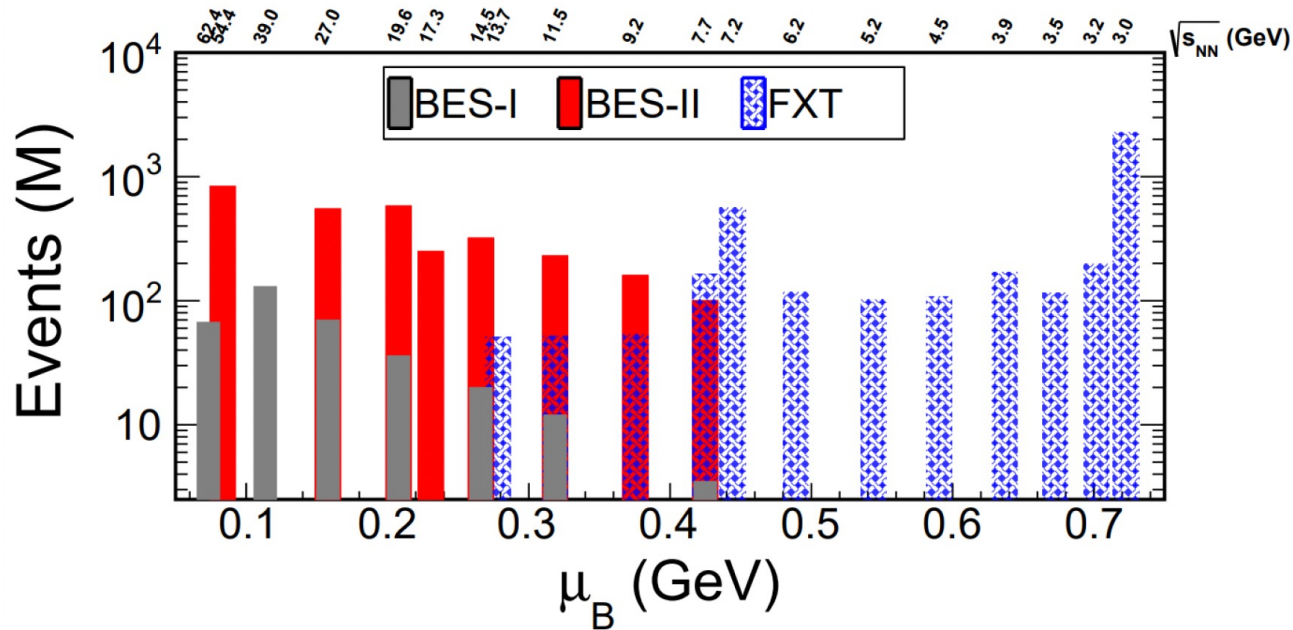 62.4 54.4 39.0 27.0 19.6 17.3 14.5 13.7 11.5 9.2 7.7 7.2 6.2 5.2 4.5 3.9 3.5 3.2 3.0 √s_NN (GeV)
10^4
BES-I BES-II FXT
10^3
10^2
10
Events (M)
0.1 0.2 0.3 0.4 0.5 0.6 0.7
μ_B (GeV)